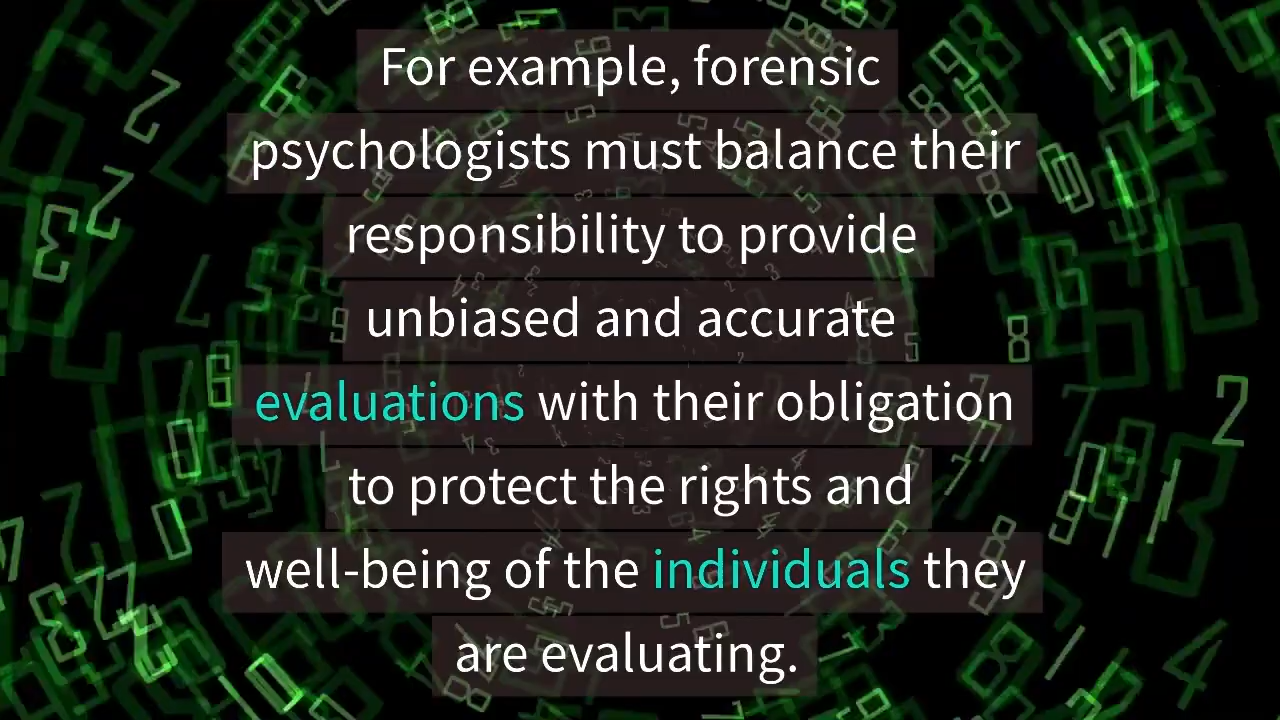 For example, forensic
psychologists must balance their
responsibility to provide
unbiased and accurate
evaluations with their obligation
to protect the rights and
well-being of the individuals they
are evaluating.